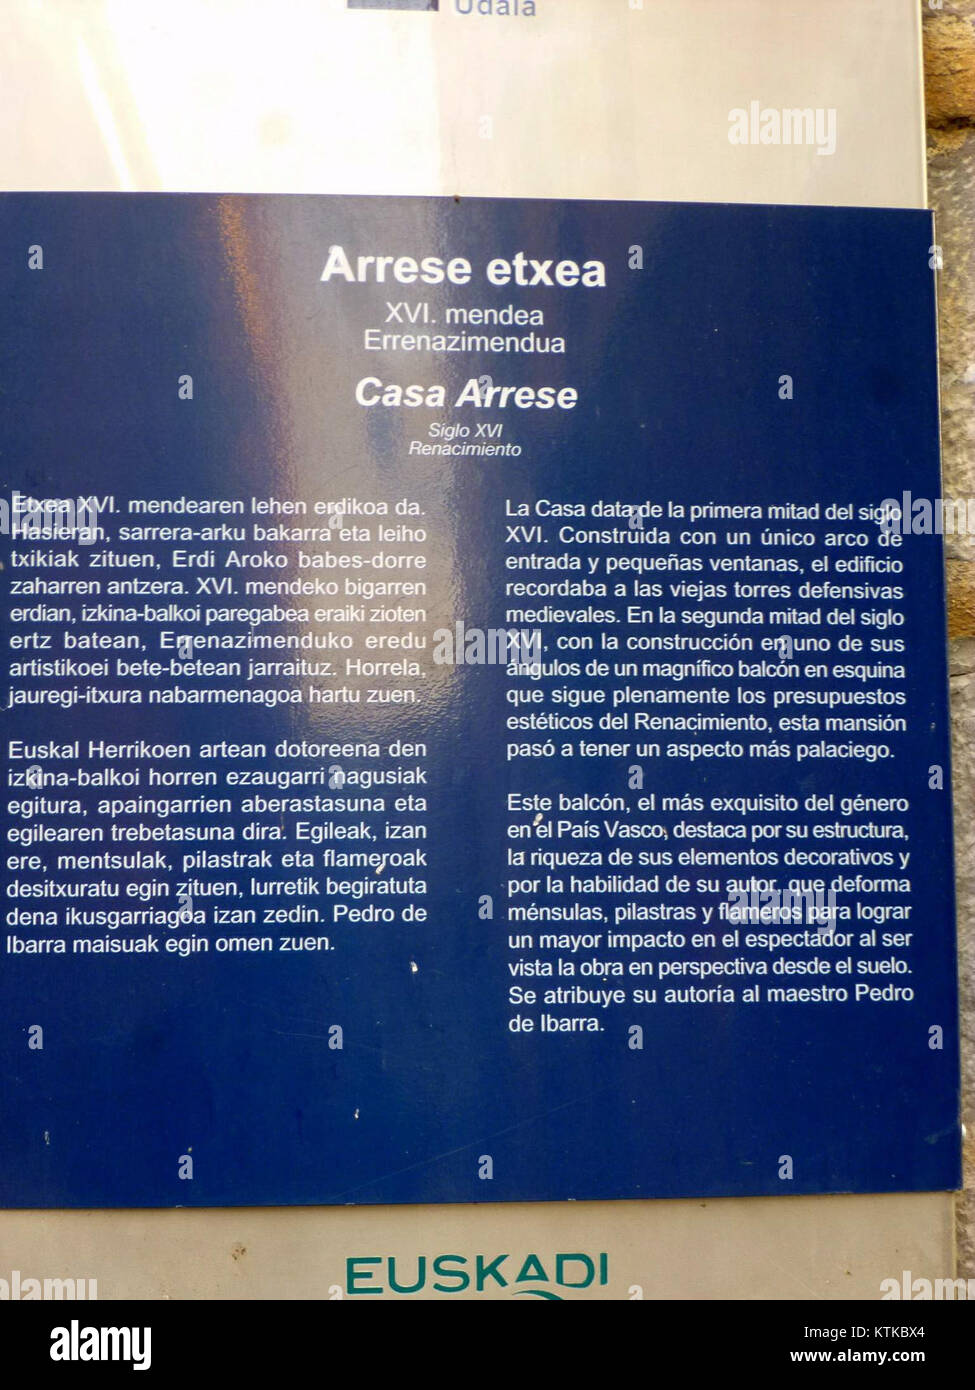 Udala
Arrese etxea
XVI. mendea
Errenazimendua
Casa Arrese
Siglo XVI
Renacimiento
Etxea XVI. mendearen lehen erdikoa da.
Hasieran, sarrera-arku bakarra eta leiho
txikiak zituen, Erdi Aroko babes-dorre
zaharren antzera. XVI. mendeko bigarren
erdian, izkina-balkoi paregabea eraiki zioten
ertz batean, Errenazimenduko eredu
artistikoei bete-betean jarraituz. Horrela,
jauregi-itxura nabarmenagoa hartu zuen.
Euskal Herrikoen artean dotoreena den
izkina-balkoi horren ezaugarri nagusiak
egitura, apaingarrien aberastasuna eta
egilearen trebetasuna dira. Egileak, izan
ere, mentsulak, pilastrak eta flameroak
desitxuratu egin zituen, lurretik begiratuta
dena ikusgarriagoa izan zedin. Pedro de
Ibarra maisuak egin omen zuen.
La Casa data de la primera mitad del siglo
XVI. Construida con un único arco de
entrada y pequeñas ventanas, el edificio
recordaba a las viejas torres defensivas
medievales. En la segunda mitad del siglo
XVI, con la construcción en uno de sus
ángulos de un magnífico balcón en esquina
que sigue plenamente los presupuestos
estéticos del Renacimiento, esta mansión
pasó a tener un aspecto más palaciego.
Este balcón, el más exquisito del género
en el País Vasco, destaca por su estructura,
la riqueza de sus elementos decorativos y
por la habilidad de su autor, que deforma
ménsulas, pilastras y flameros para lograr
un mayor impacto en el espectador al ser
vista la obra en perspectiva desde el suelo.
Se atribuye su autoría al maestro Pedro
de Ibarra.
EUSKADI
alamy
alamy stock photo
KTKBX4
www.alamy.com